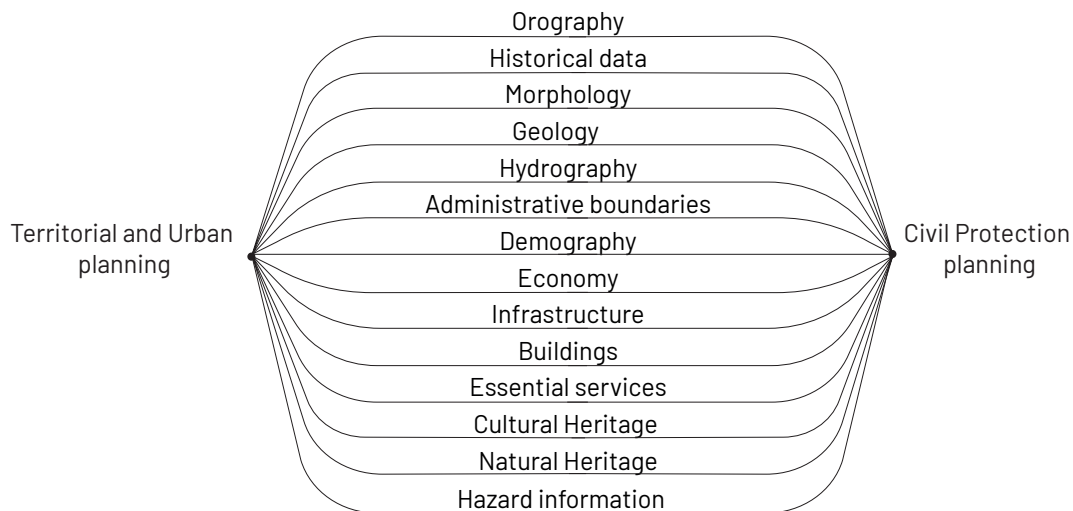 Orography
Historical data
Morphology
Geology
Hydrography
Administrative boundaries
Territorial and Urban
planning
Demography
Civil Protection
planning
Economy
Infrastructure
Buildings
Essential services
Cultural Heritage
Natural Heritage
Hazard information